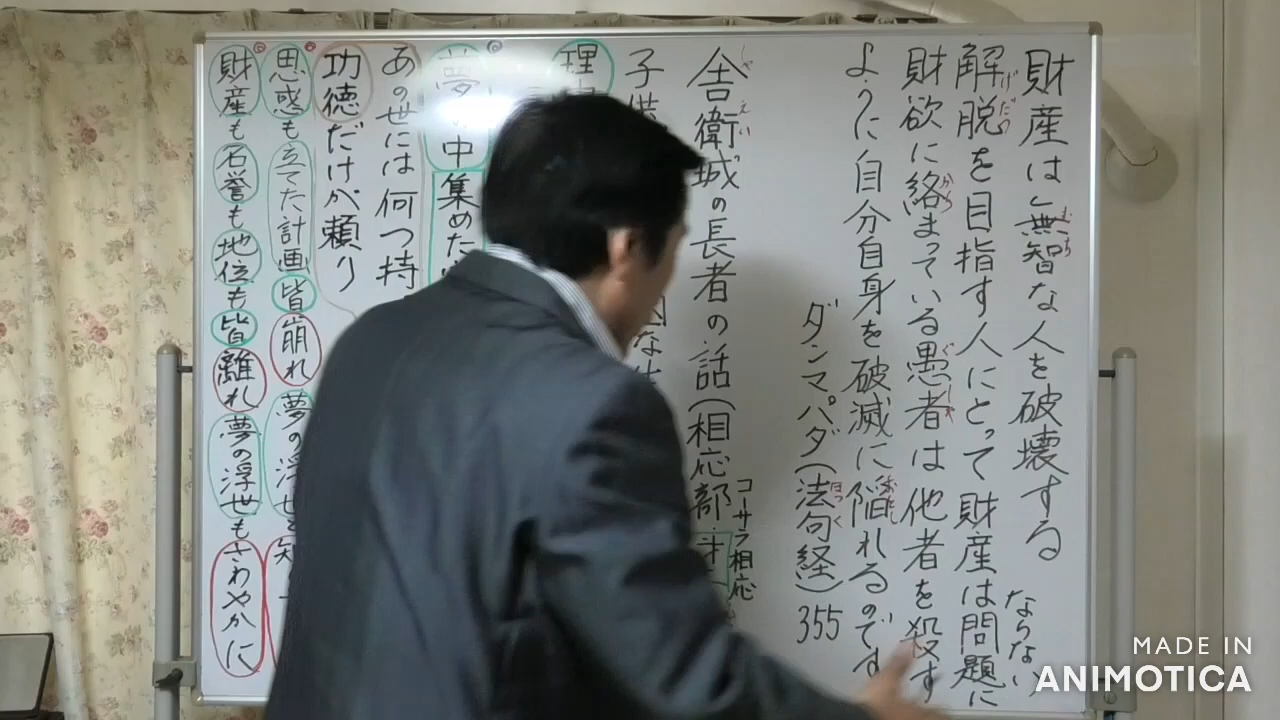 財産は無智な人を破壊する
解脱を目指す人にとって財産は問題に
ならない
財欲に絡まっている愚者は他者を殺す
ように自分自身を破滅に陥れるのです
ダンマパダ(法句経)355
舎衛城の長者の話(相応部
コーサラ相応
子供
理
夢 中 集めた
あの世には何つ持
功徳だけが頼り
思惑も立てた計画皆崩れ夢の浮世
財産も名誉も地位も皆離れ夢の浮世もさわやかに
MADE IN
ANIMOTICA